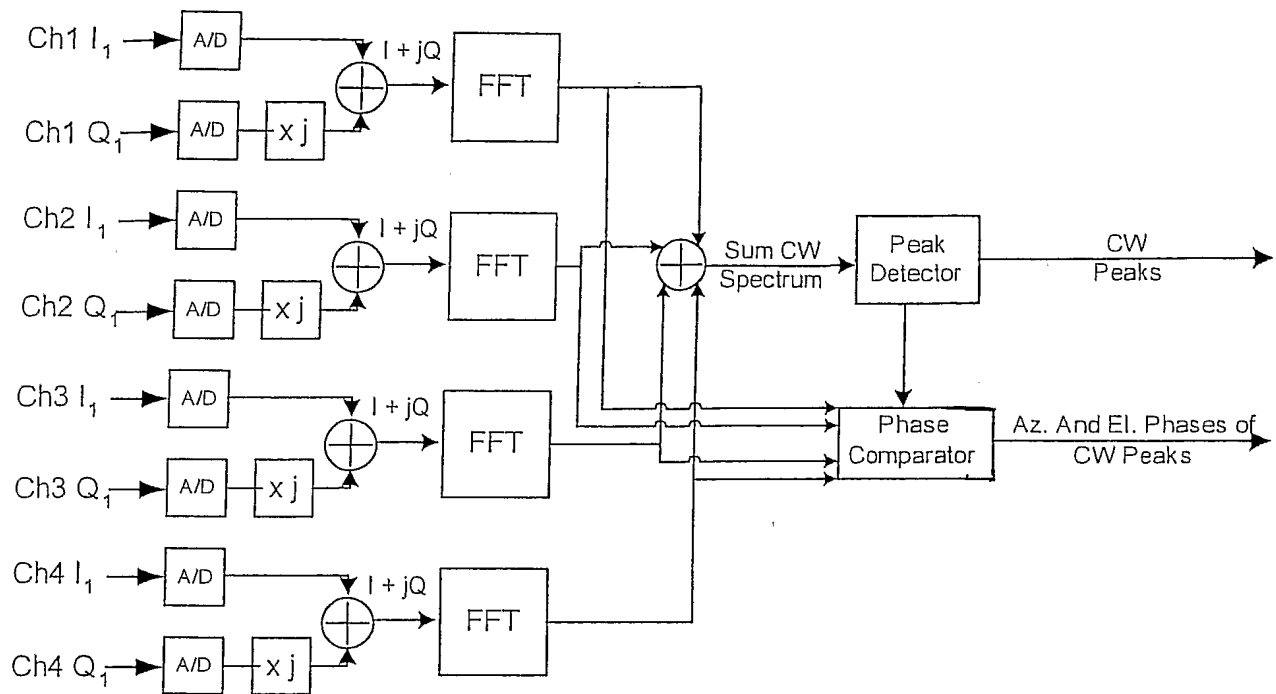 Ch1 I₁
A/D
I + jQ
FFT
Ch1 Q₁
A/D
x j
Ch2 I₁
A/D
I + jQ
FFT
Ch2 Q₁
A/D
x j
Sum CW
Spectrum
Peak
Detector
CW
Peaks
Ch3 I₁
A/D
I + jQ
FFT
Ch3 Q₁
A/D
x j
Phase
Comparator
Az. And El. Phases of
CW Peaks
Ch4 I₁
A/D
I + jQ
FFT
Ch4 Q₁
A/D
x j